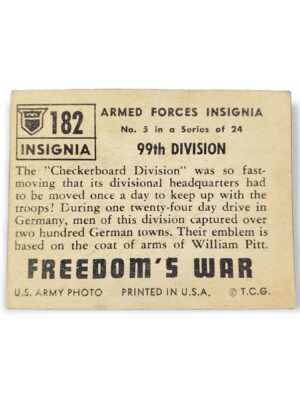 182
INSIGNIA
ARMED FORCES INSIGNIA
No. 5 in a Series of 24
99th DIVISION
The "Checkerboard Division" was so fast-
moving that its divisional headquarters had
to be moved once a day to keep up with the
troops! During one four day drive in
Germany, men of this division captured over
two hundred German towns. Their emblem is
based on the coat of arms of William Pitt.
FREEDOM'S WAR
U.S. ARMY PHOTO PRINTED IN U.S.A. © T.C.G.